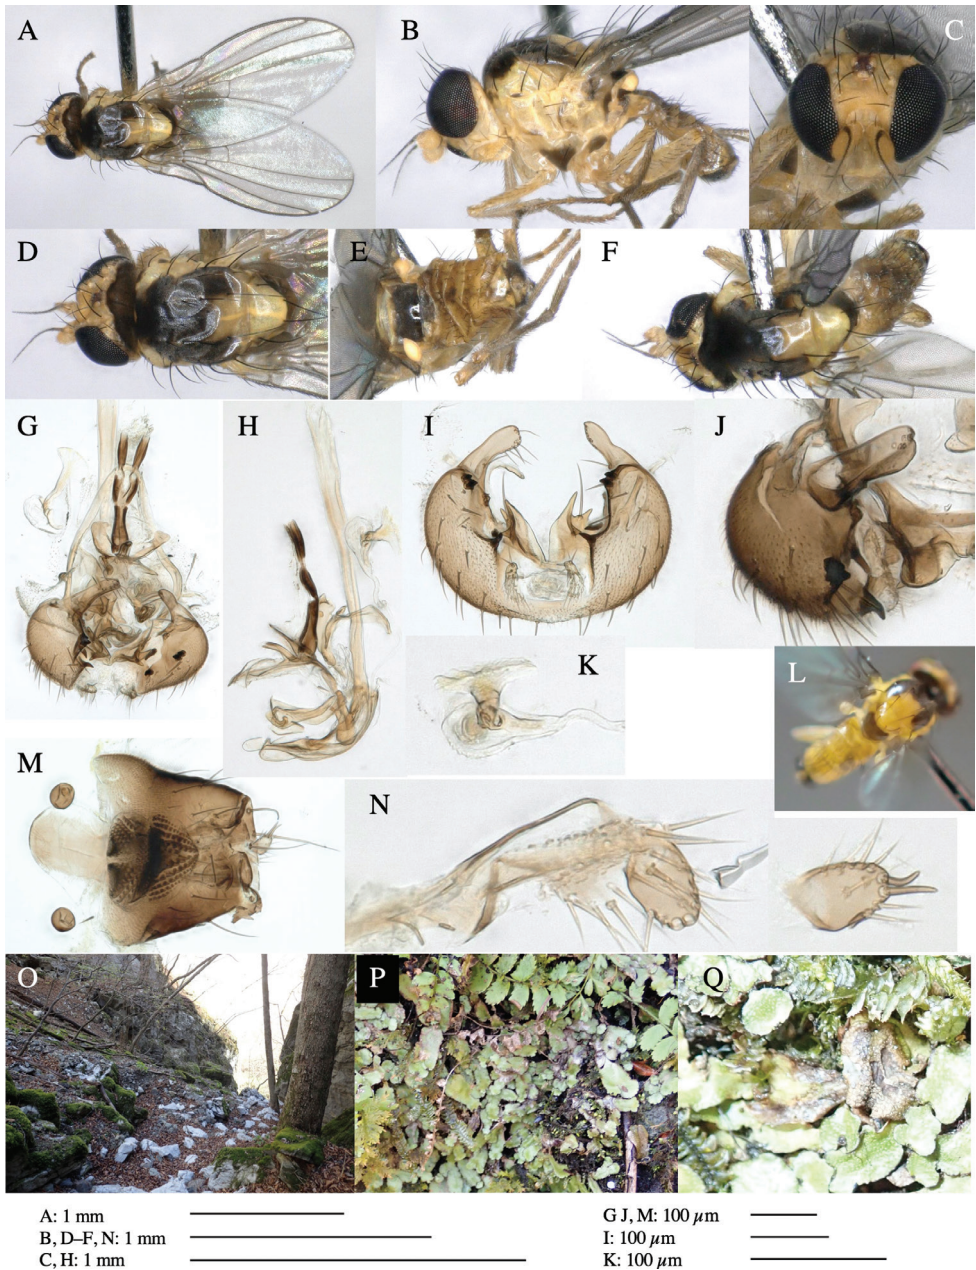 A
B
C
D
E
F
G
H
I
J
K
L
M
N
O
P
Q
A: 1 mm
B, D–F, N: 1 mm
C, H: 1 mm
G J, M: 100 µm
I: 100 µm
K: 100 µm